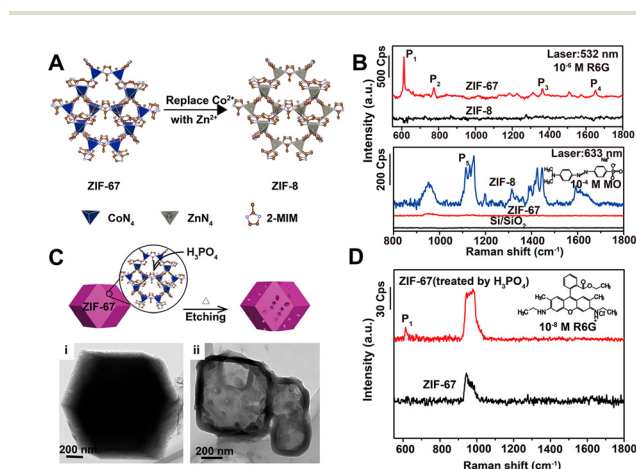 A
Replace Co²⁺
with Zn²⁺
ZIF-67
ZIF-8
CoN₄
ZnN₄
2-MIM
B
Laser:532 nm
10⁻⁶ M R6G
P₁
P₂
P₃
P₄
ZIF-67
ZIF-8
500 Cps
600 800 1000 1200 1400 1600 1800
Intensity (a.u.)
Laser:633 nm
10⁻⁴ MO
P₅
ZIF-8
ZIF-67
Si/SiO₂
200 Cps
800 1000 1200 1400 1600 1800
Raman shift (cm⁻¹)
C
H₃PO₄
ZIF-67
△
Etching
i
200 nm
ii
200 nm
D
ZIF-67(treated by H₃PO₄)
10⁻⁸ M R6G
P₁
ZIF-67
30 Cps
Intensity (a.u.)
600 800 1000 1200 1400 1600 1800
Raman shift (cm⁻¹)